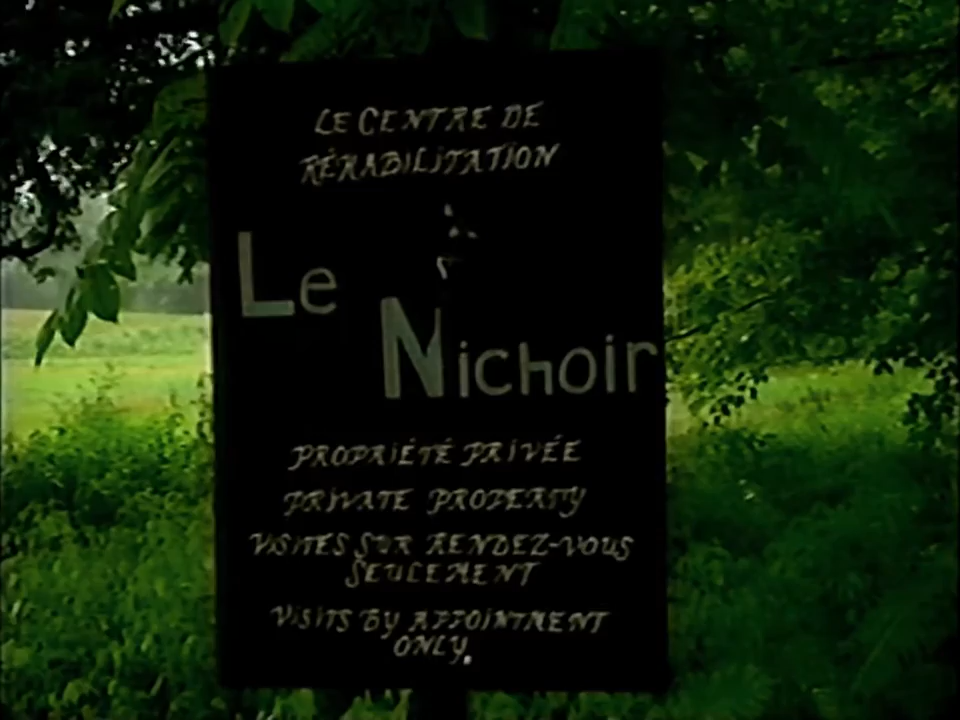 LE CENTRE DE
RÉHABILITATION
Le
Nichoir
PROPRIÉTÉ PRIVÉE
PRIVATE PROPERTY
VISITES SUR RENDEZ-VOUS
SEULEMENT
VISITS BY APPOINTMENT
ONLY.